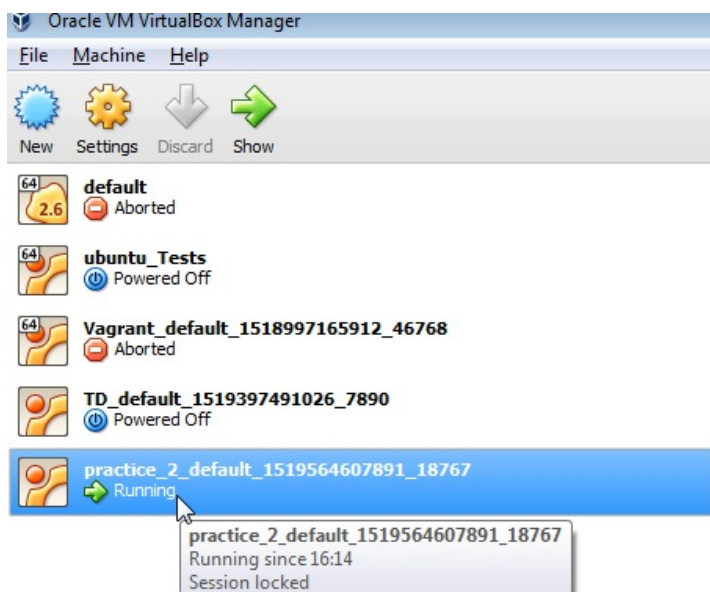 Oracle VM VirtualBox Manager
File Machine Help
New Settings Discard Show
64
2.6
default
Aborted
64
ubuntu_Tests
Powered Off
64
Vagrant_default_1518997165912_46768
Aborted
TD_default_1519397491026_7890
Powered Off
practice_2_default_1519564607891_18767
Running
practice_2_default_1519564607891_18767
Running since 16:14
Session locked